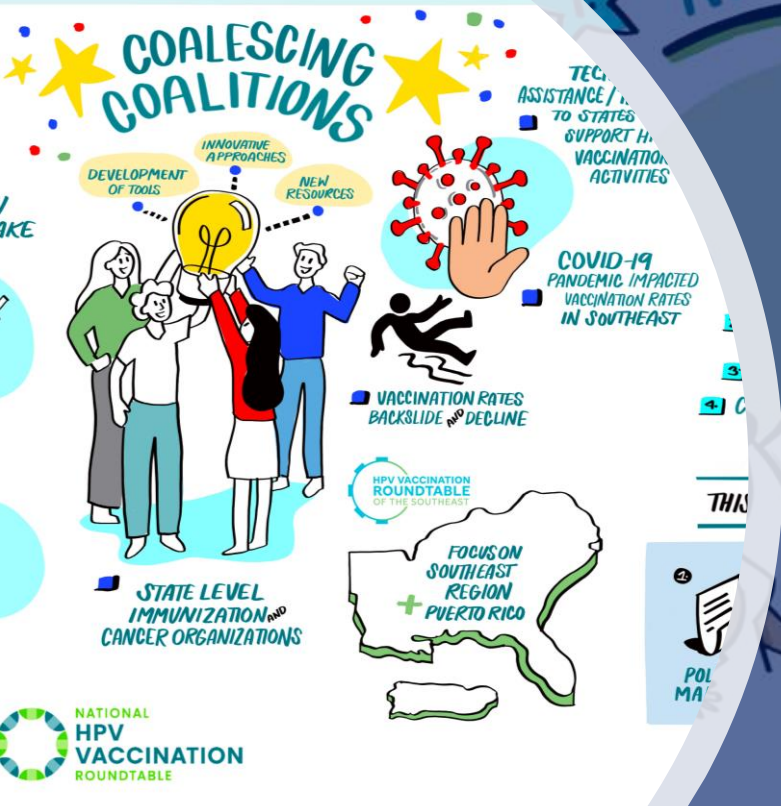 COALESCING
COALITIONS
DEVELOPMENT
OF TOOLS
INNOVATIVE
APPROACHES
NEW
RESOURCES
ASSISTANCE /
TO STATES
SUPPORT
VACCINATION
ACTIVITIES
COVID-19
PANDEMIC IMPACTED
VACCINATION RATES
IN SOUTHEAST
VACCINATION RATES
BACKSLIDE AND DECLINE
HPV VACCINATION
ROUNDTABLE
OF THE SOUTHEAST
FOCUS ON
SOUTHEAST
REGION
+ PUERTO RICO
STATE LEVEL
IMMUNIZATION AND
CANCER ORGANIZATIONS
NATIONAL
HPV
VACCINATION
ROUNDTABLE
3
4
THIS
1.